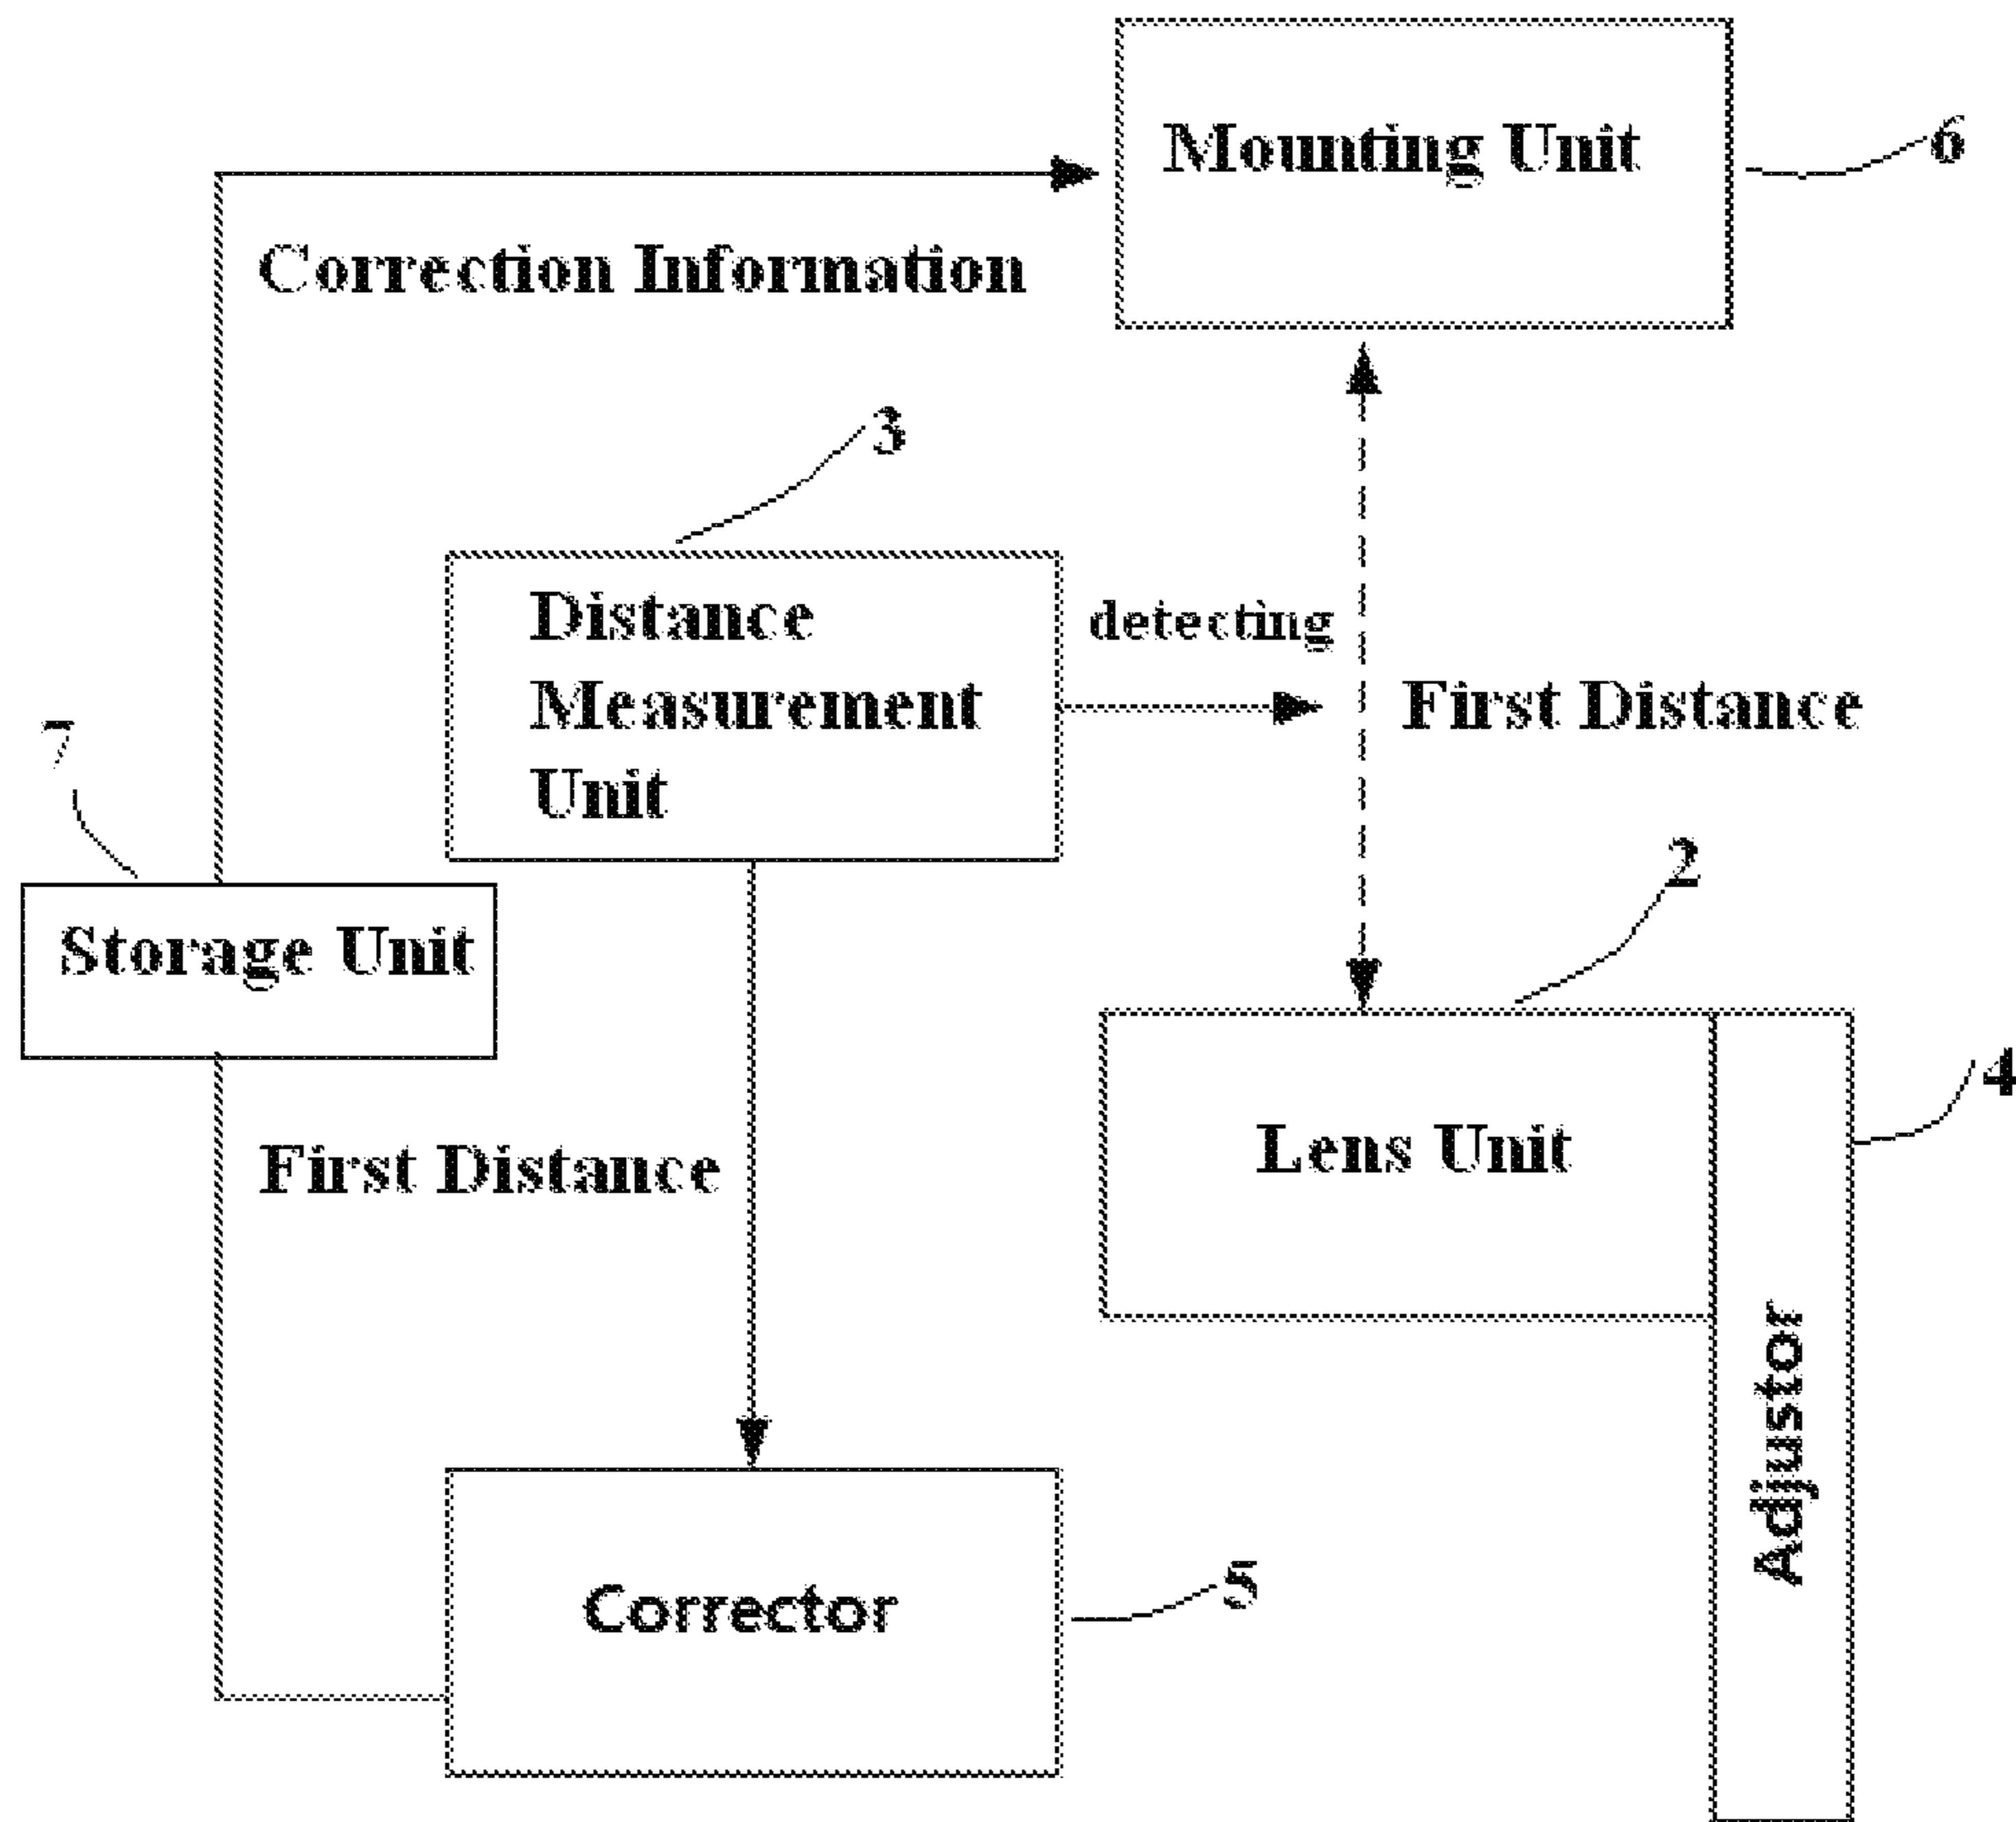 Mounting Unit
6
Correction Information
3
Distance
Measurement
Unit
detecting
First Distance
7
2
Storage Unit
4
First Distance
Lens Unit
Adjustor
Corrector
5